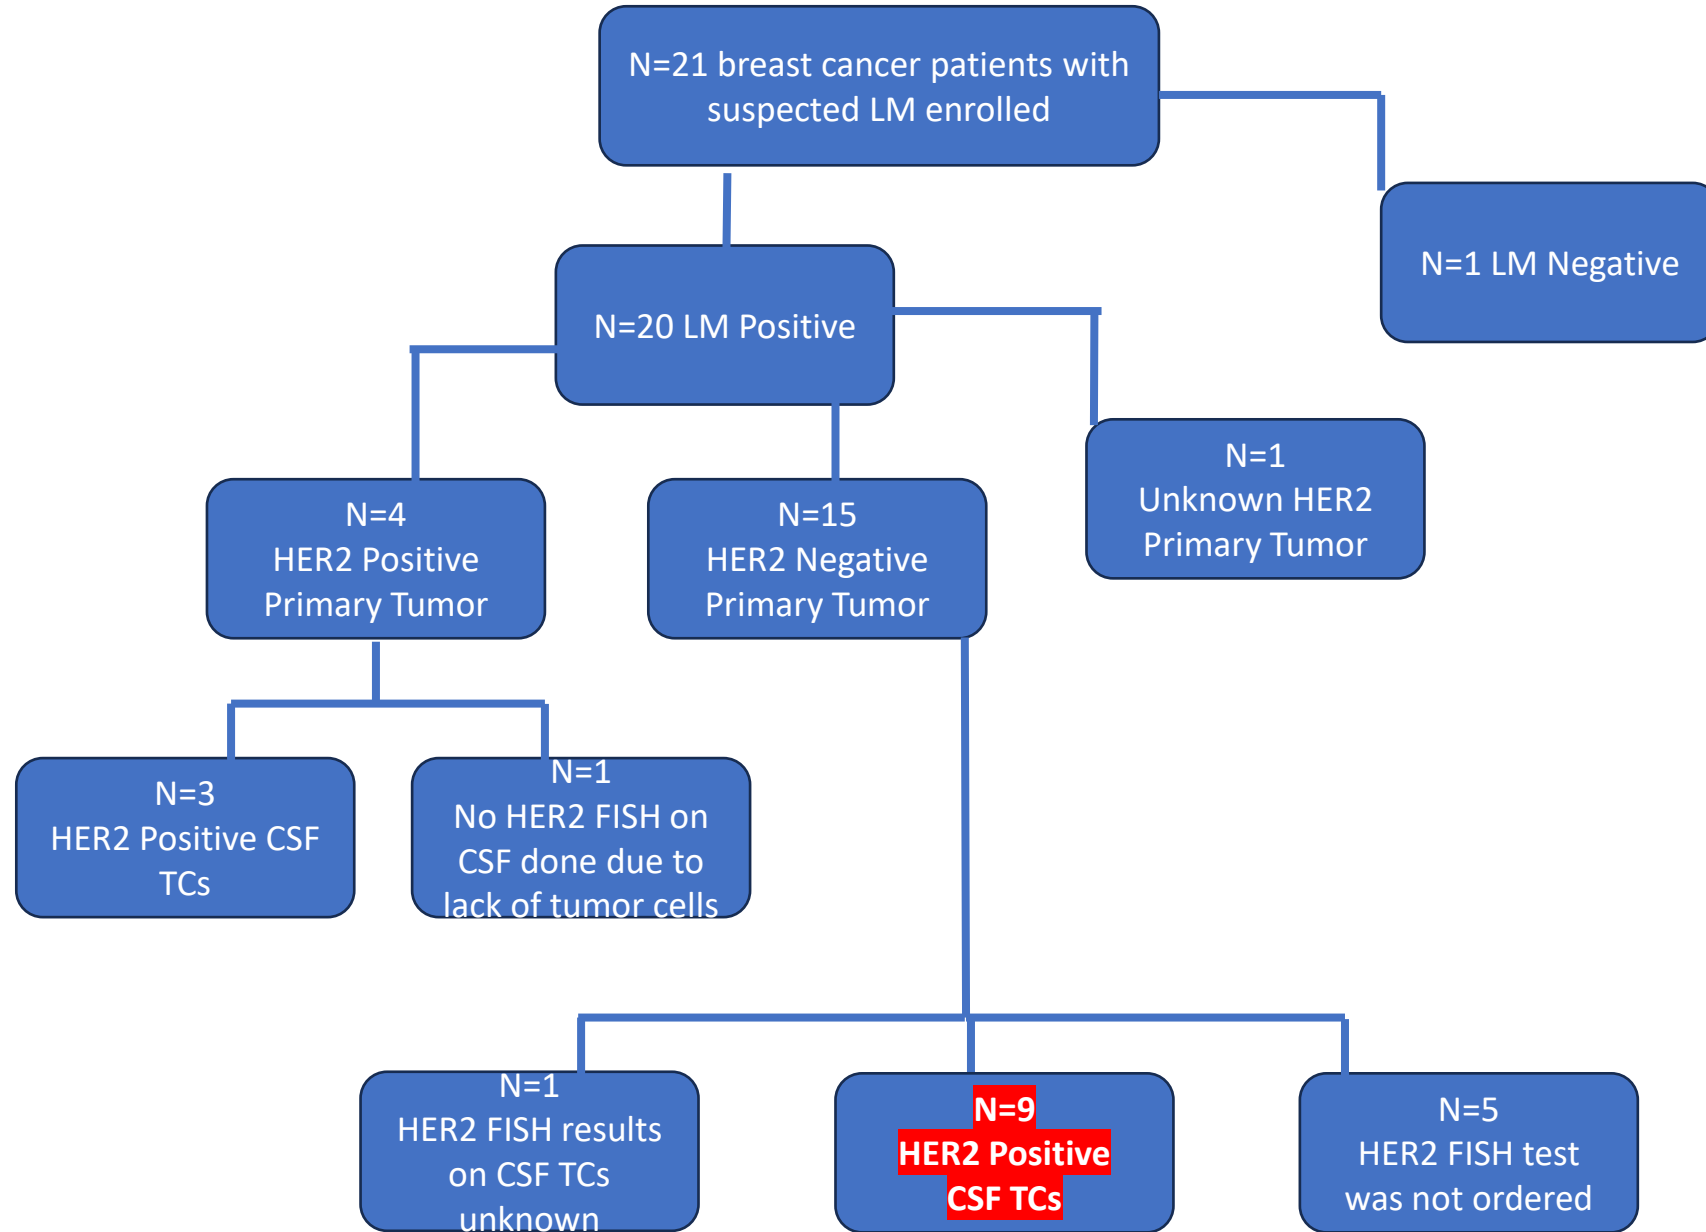 N=21 breast cancer patients with
suspected LM enrolled
N=1 LM Negative
N=20 LM Positive
N=1
Unknown HER2
Primary Tumor
N=4
HER2 Positive
Primary Tumor
N=15
HER2 Negative
Primary Tumor
N=3
HER2 Positive CSF
TCs
N=1
No HER2 FISH on
CSF done due to
lack of tumor cells
N=1
HER2 FISH results
on CSF TCs
unknown
N=9
HER2 Positive
CSF TCs
N=5
HER2 FISH test
was not ordered